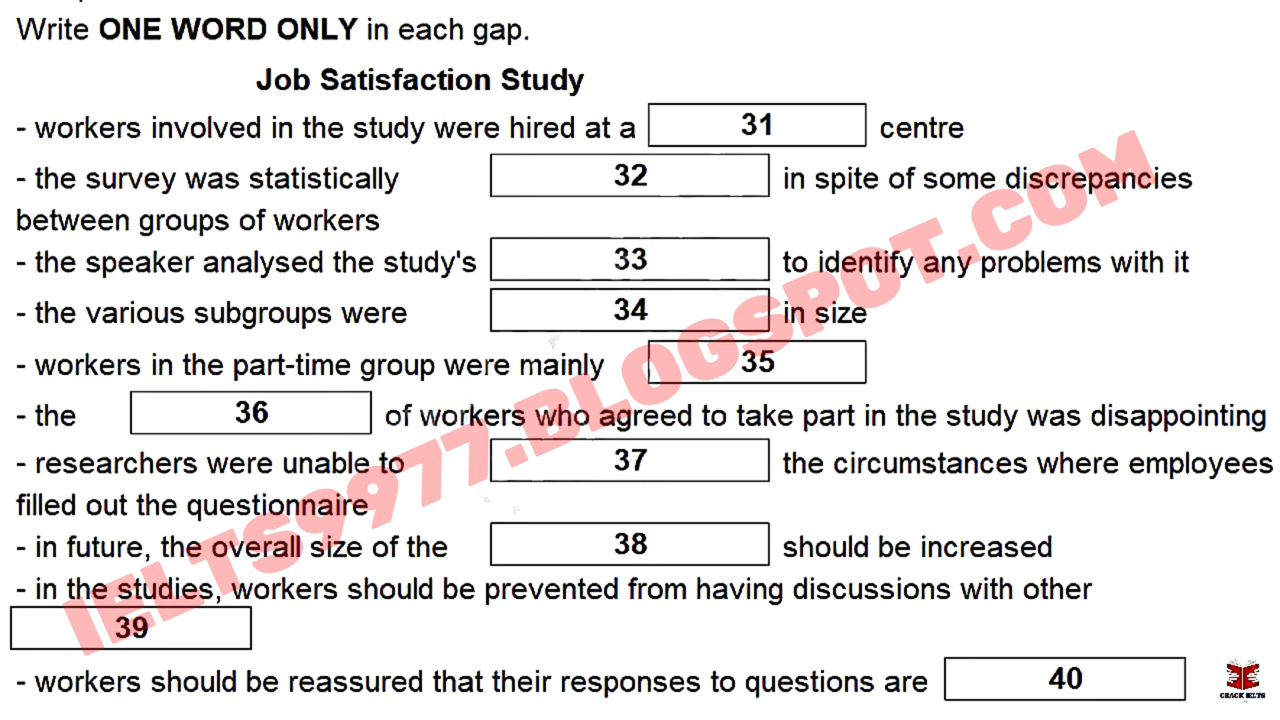 Write ONE WORD ONLY in each gap.
Job Satisfaction Study
- workers involved in the study were hired at a 31 centre
- the survey was statistically 32 in spite of some discrepancies
between groups of workers
- the speaker analysed the study's 33 to identify any problems with it
- the various subgroups were 34 in size
- workers in the part-time group were mainly 35
- the 36 of workers who agreed to take part in the study was disappointing
- researchers were unable to 37 the circumstances where employees
filled out the questionnaire
- in future, the overall size of the 38 should be increased
- in the studies, workers should be prevented from having discussions with other
39
- workers should be reassured that their responses to questions are 40
IELTS9977.BLOGSPOT.COM
CRACK IELTS